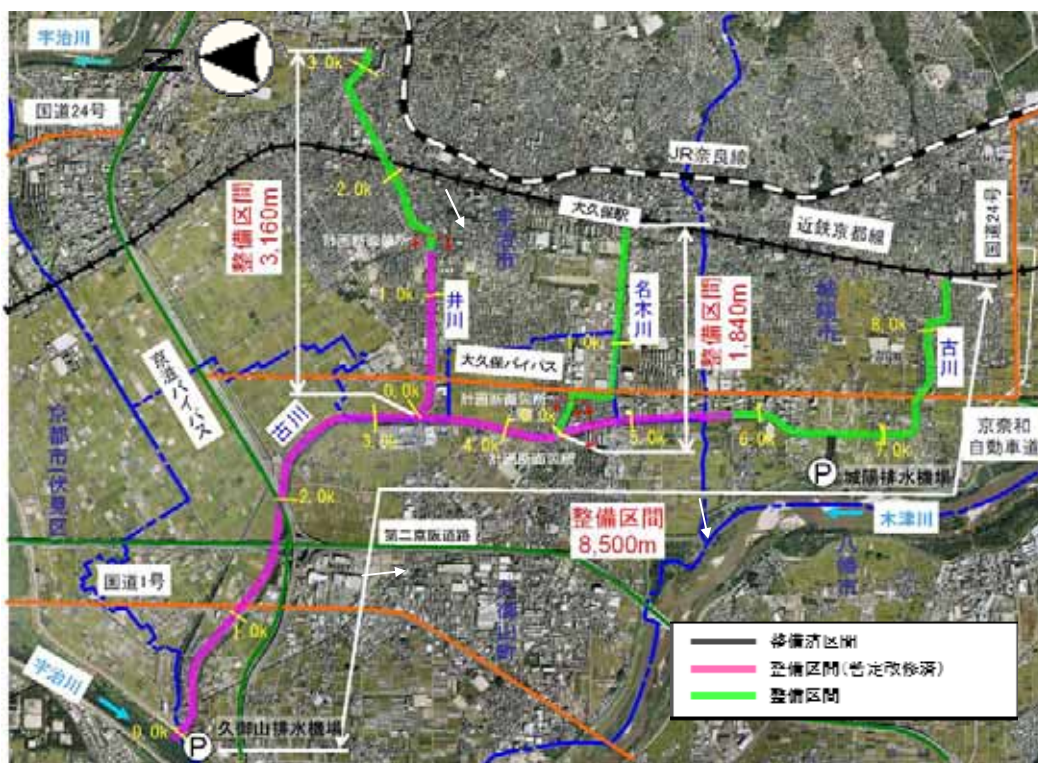 宇治川
N
国道24号
3.0k
整備区間
3,160m
2.0k
宇治市
JR奈良線
大久保駅
近鉄京都線
国道24号
1.0k
井川
名木川
1.0k
整備区間
1,840m
城陽市
8.0k
古川
大久保バイパス
京滋バイパス
京都市伏見区
古川
0.0k
3.0k
4.0k
0.0k
5.0k
6.0k
7.0k
京奈和
自動車道
P
城陽排水機場
2.0k
整備区間
8,500m
木津川
第二京阪道路
八幡市
国道1号
1.0k
久御山町
宇治川
0.0k
P
久御山排水機場
整備済区間
整備区間(暫定改修済)
整備区間